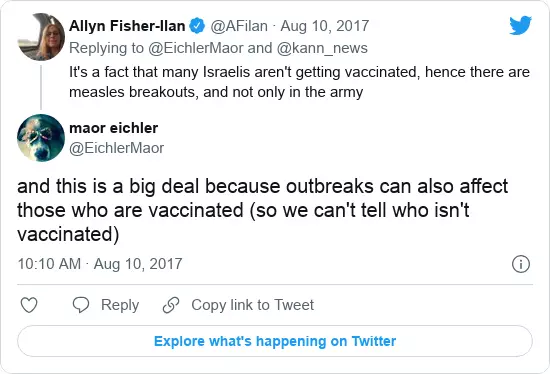 Allyn Fisher-Ilan @AFilan · Aug 10, 2017
Replying to @EichlerMaor and @kann_news
It's a fact that many Israelis aren't getting vaccinated, hence there are
measles breakouts, and not only in the army
maor eichler
@EichlerMaor
and this is a big deal because outbreaks can also affect
those who are vaccinated (so we can't tell who isn't
vaccinated)
10:10 AM · Aug 10, 2017
Reply Copy link to Tweet
Explore what's happening on Twitter